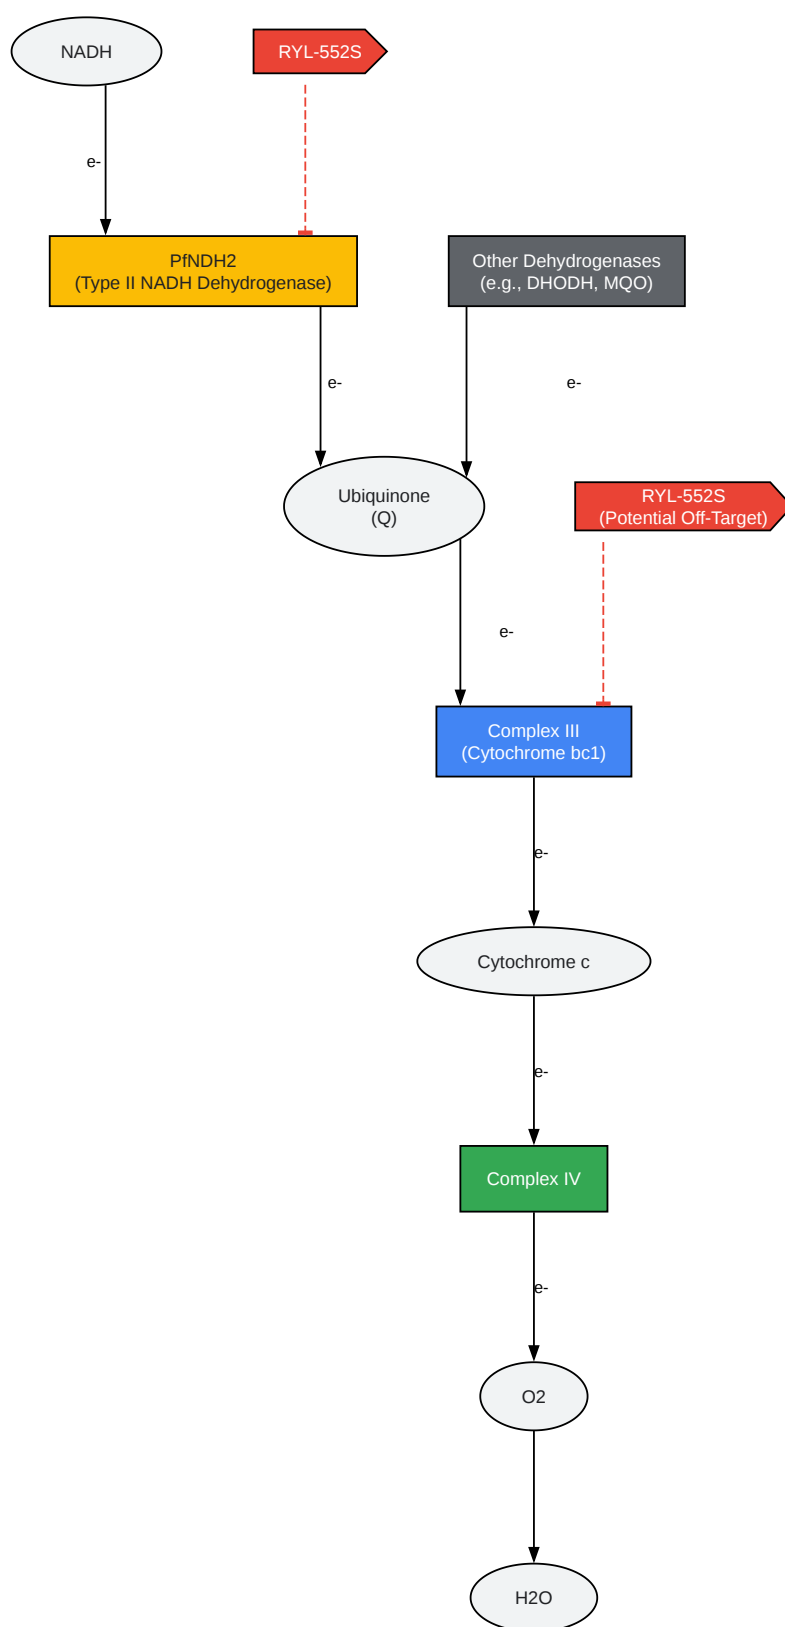 NADH
RYL-552S
e-
PfNDH2
(Type II NADH Dehydrogenase)
Other Dehydrogenases
(e.g., DHODH, MQO)
e-
e-
Ubiquinone
(Q)
RYL-552S
(Potential Off-Target)
e-
Complex III
(Cytochrome bc1)
e-
Cytochrome c
e-
Complex IV
e-
O2
H2O